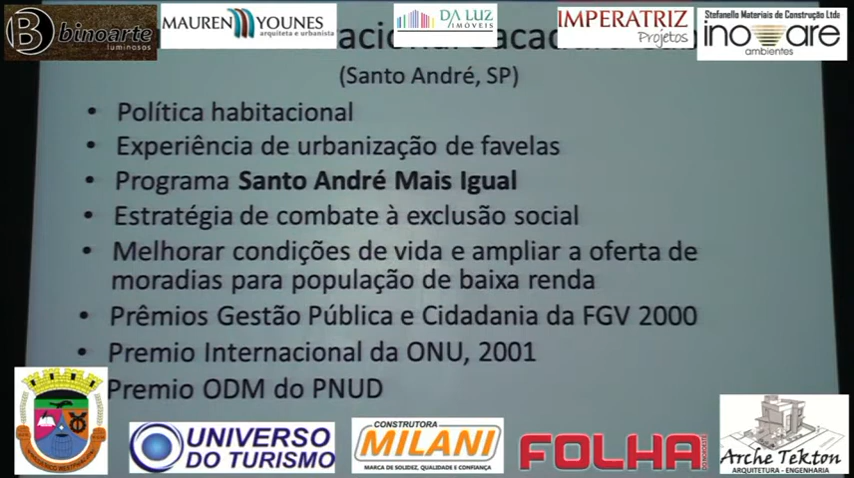 binoarte
luminosos
MAUREN YOUNES
arquiteta e urbanista
DA LUZ
IMÓVEIS
IMPERATRIZ
Projetos
Stefanello Materiais de Construção Ltda
inovare
ambientes
(Santo André, SP)
• Política habitacional
• Experiência de urbanização de favelas
• Programa Santo André Mais Igual
• Estratégia de combate à exclusão social
• Melhorar condições de vida e ampliar a oferta de
moradias para população de baixa renda
• Prêmios Gestão Pública e Cidadania da FGV 2000
• Premio Internacional da ONU, 2001
Premio ODM do PNUD
UNIVERSO
DO TURISMO
CONSTRUTORA
MILANI
MARCA DE SOLIDEZ, QUALIDADE E CONFIANÇA
FOLHA
Arche Tekton
ARQUITETURA - ENGENHARIA